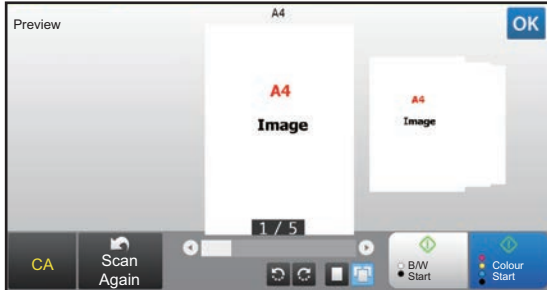 Preview
A4
OK
A4
Image
A4
Image
1 / 5
CA
Scan
Again
B/W
Start
Colour
Start